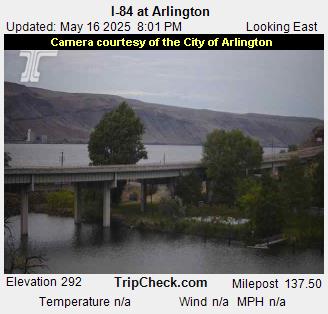 I-84 at Arlington
Updated: May 16 2025 8:01 PM Looking East
Camera courtesy of the City of Arlington
Elevation 292 TripCheck.com Milepost 137.50
Temperature n/a Wind n/a MPH n/a